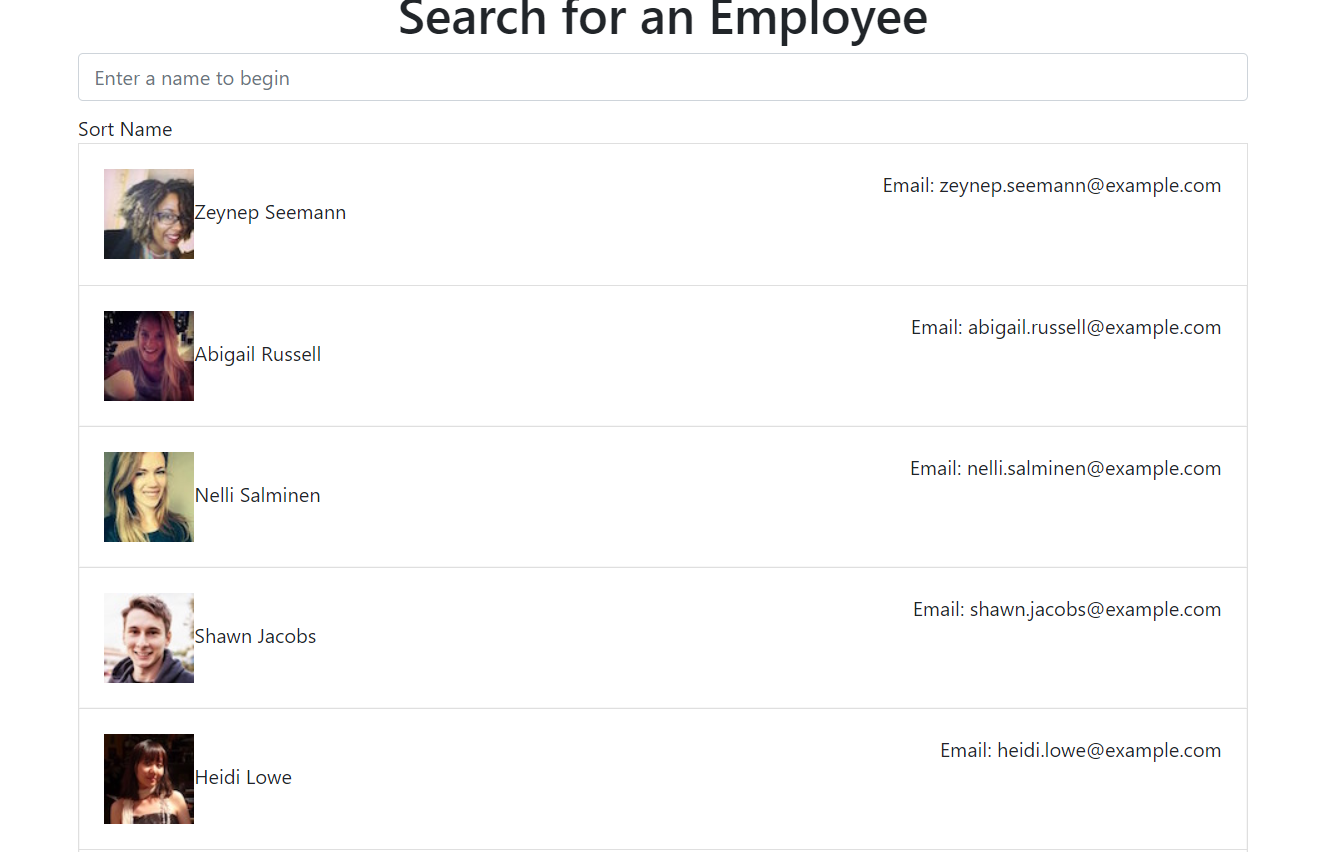 Search for an Employee
Enter a name to begin
Sort Name
Email: zeynep.seemann@example.com
Zeynep Seemann
Email: abigail.russell@example.com
Abigail Russell
Email: nelli.salminen@example.com
Nelli Salminen
Email: shawn.jacobs@example.com
Shawn Jacobs
Email: heidi.lowe@example.com
Heidi Lowe